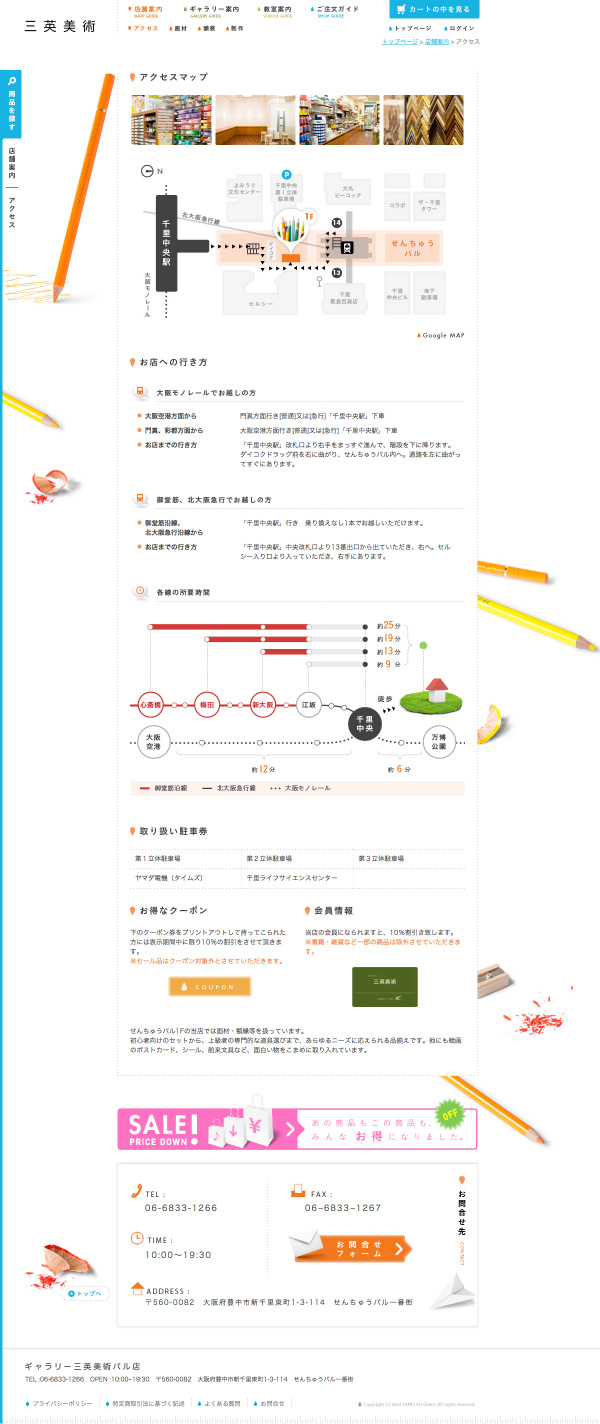 三英美術
店舗案内
SHOP GUIDE
ギャラリー案内
GALLERY GUIDE
教室案内
SCHOOL GUIDE
ご注文ガイド
SHOP GUIDE
カートの中を見る
アクセス
画材
額装
制作
トップページ
ログイン
トップページ > 店舗案内 > アクセス
商品を探す
店舗案内
アクセス
アクセスマップ
N
よみうり
文化センター
P
千里中央
第1立体
駐車場
大丸
ピーコック
コラボ
ザ・千里
タワー
北大阪急行線
1F
14
千里中央駅
ダイコク
せんちゅう
パル
13
大阪モノレール
セルシー
千里
阪急百貨店
千里
中央ビル
地下
駐車場
Google MAP
お店への行き方
大阪モノレールでお越しの方
大阪空港方面から
門真方面行き[普通]又は[急行]「千里中央駅」下車
門真、彩都方面から
大阪空港方面行き[普通]又は[急行]「千里中央駅」下車
お店までの行き方
「千里中央駅」改札口より右手をまっすぐ進んで、階段を下に降ります。
ダイコクドラッグ前を右に曲がり、せんちゅうパル内へ。通路を左に曲がっ
てすぐにあります。
御堂筋、北大阪急行でお越しの方
御堂筋沿線、
北大阪急行沿線から
「千里中央駅」行き 乗り換えなし1本でお越しいただけます。
お店までの行き方
「千里中央駅」中央改札口より13番出口から出ていただき、右へ。セル
シー入り口より入っていただき、右手にあります。
各線の所要時間
約25分
約19分
約13分
約9分
心斎橋
梅田
新大阪
江坂
徒歩
千里
中央
大阪
空港
万博
公園
約12分
約6分
御堂筋沿線
北大阪急行線
大阪モノレール
取り扱い駐車券
第1立体駐車場
第2立体駐車場
第3立体駐車場
ヤマダ電機（タイムズ）
千里ライフサイエンスセンター
お得なクーポン
下のクーポン券をプリントアウトして持ってこられた
方には表示期間中に限り10%の割引をさせて頂きま
す。
※セール品はクーポン対象外とさせていただきます。
COUPON
会員情報
当店の会員になられますと、10%割引き致します。
※書籍・雑貨など一部の商品は除外させていただきま
す。
三英美術
せんちゅうパル1Fの当店では画材・額縁等を扱っています。
初心者向けのセットから、上級者の専門的な道具選びまで、あらゆるニーズに応えられる品揃えです。他にも絵画
のポストカード、シール、舶来文具など、面白い物をこまめに取り入れています。
SALE!
PRICE DOWN
あの商品もこの商品も、
みんなお得になりました。
OFF
TEL :
06-6833-1266
FAX :
06-6833-1267
お問合せ先
CONTACT
TIME :
10:00〜19:30
お問合せ
フォーム
ADDRESS :
〒560-0082 大阪府豊中市新千里東町1-3-114 せんちゅうパル一番街
トップへ
ギャラリー三英美術パル店
TEL :06-6833-1266 OPEN :10:00-19:30 〒560-0082 大阪府豊中市新千里東町1-3-114 せんちゅうパル一番街
プライバシーポリシー
特定商取引法に基づく記述
よくある質問
お問合せ